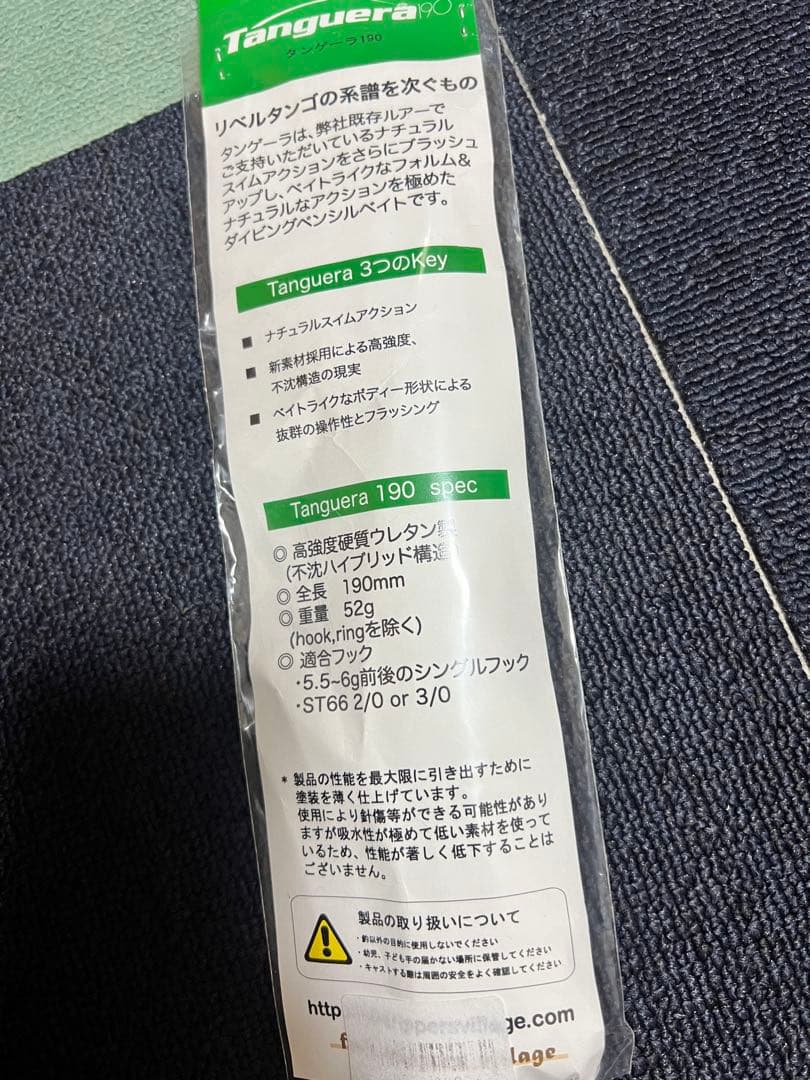 Tanguera 190
タンゲーラ190
リベルタンゴの系譜を次ぐもの
タンゲーラは、弊社既存ルアーで
ご支持いただいているナチュラル
スイムアクションをさらにブラッシュ
アップし、ベイトライクなフォルム&
ナチュラルなアクションを極めた
ダイビングペンシルベイトです。
Tanguera 3つのKey
■ ナチュラルスイムアクション
■ 新素材採用による高強度、
不沈構造の現実
■ ベイトライクなボディー形状による
抜群の操作性とフラッシング
Tanguera 190 spec
◎ 高強度硬質ウレタン製
(不沈ハイブリッド構造)
◎ 全長 190mm
◎ 重量 52g
(hook,ringを除く)
◎ 適合フック
・5.5~6g前後のシングルフック
・ST66 2/0 or 3/0
* 製品の性能を最大限に引き出すために
塗装を薄く仕上げています。
使用により針傷等ができる可能性があり
ますが吸水性が極めて低い素材を使って
いるため、性能が著しく低下することは
ございません。
製品の取り扱いについて
・釣以外の目的に使用しないでください
・幼児、子ども手の届かない場所に保管してください
・キャストする際は周囲の安全をよく確認してください